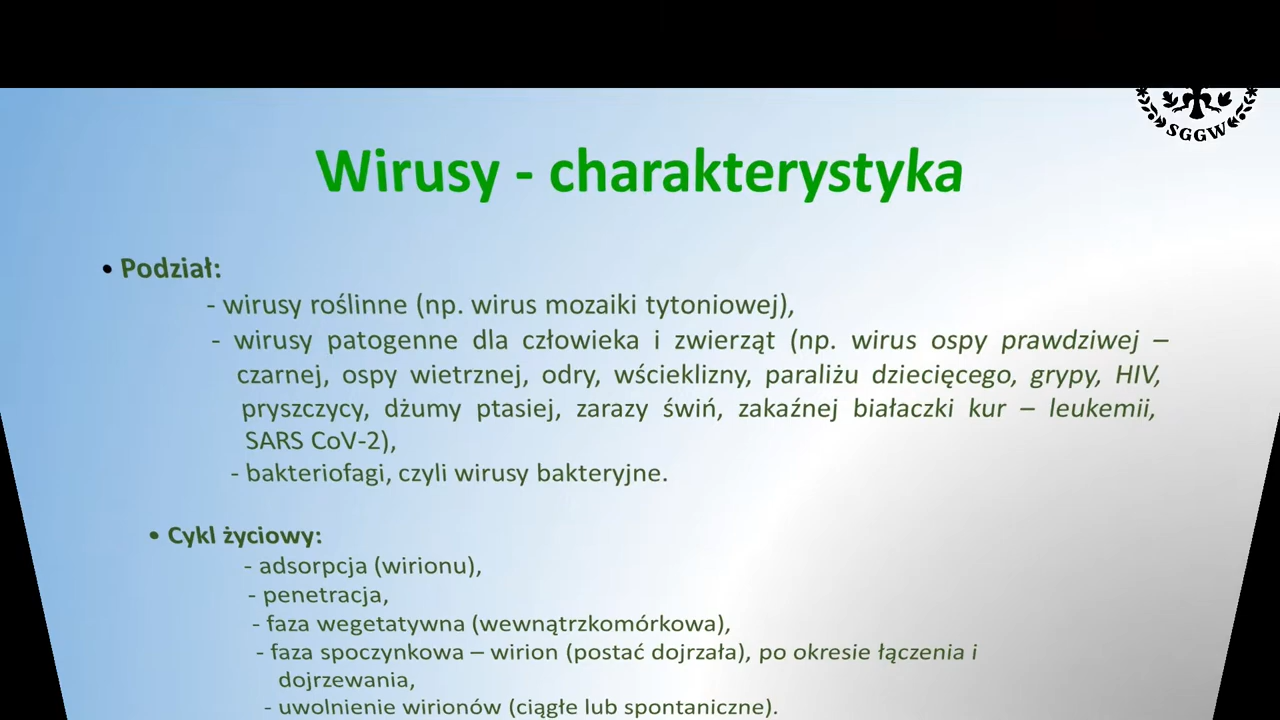 SGGW
Wirusy - charakterystyka
• Podział:
- wirusy roślinne (np. wirus mozaiki tytoniowej),
- wirusy patogenne dla człowieka i zwierząt (np. wirus ospy prawdziwej –
czarnej, ospy wietrznej, odry, wścieklizny, paraliżu dziecięcego, grypy, HIV,
pryszczycy, dżumy ptasiej, zarazy świń, zakaźnej białaczki kur – leukemii,
SARS CoV-2),
- bakteriofagi, czyli wirusy bakteryjne.
• Cykl życiowy:
- adsorpcja (wirionu),
- penetracja,
- faza wegetatywna (wewnątrzkomórkowa),
- faza spoczynkowa – wirion (postać dojrzała), po okresie łączenia i
dojrzewania,
- uwolnienie wirionów (ciągłe lub spontaniczne).